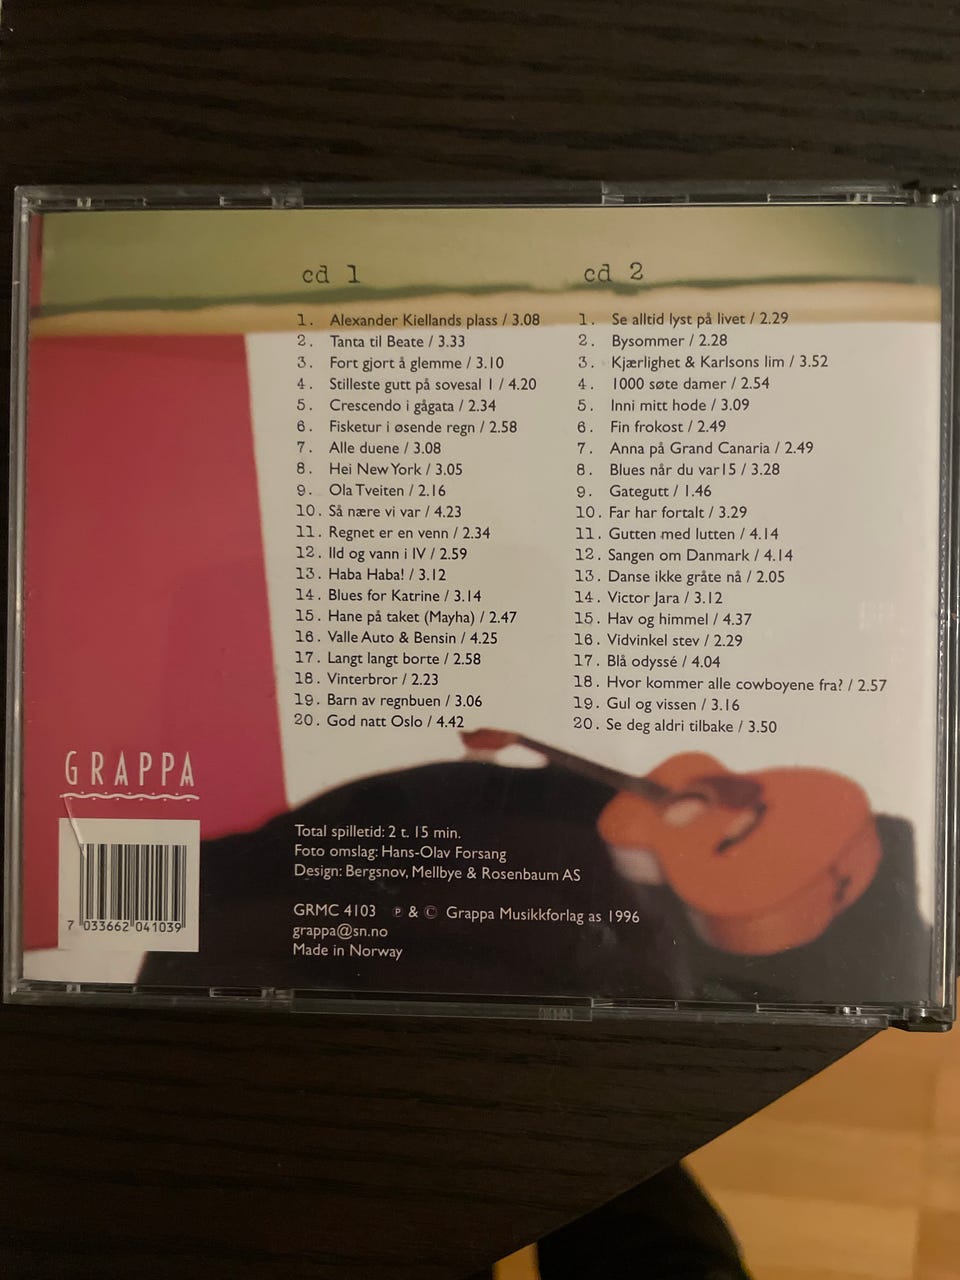 cd 1
1. Alexander Kiellands plass / 3.08
2. Tanta til Beate / 3.33
3. Fort gjort å glemme / 3.10
4. Stilleste gutt på sovesal 1 / 4.20
5. Crescendo i gågata / 2.34
6. Fisketur i øsende regn / 2.58
7. Alle duene / 3.08
8. Hei New York / 3.05
9. Ola Tveiten / 2.16
10. Så nære vi var / 4.23
11. Regnet er en venn / 2.34
12. Ild og vann i IV / 2.59
13. Haba Haba! / 3.12
14. Blues for Katrine / 3.14
15. Hane på taket (Mayha) / 2.47
16. Valle Auto & Bensin / 4.25
17. Langt langt borte / 2.58
18. Vinterbror / 2.23
19. Barn av regnbuen / 3.06
20. God natt Oslo / 4.42
cd 2
1. Se alltid lyst på livet / 2.29
2. Bysommer / 2.28
3. Kjærlighet & Karlsons lim / 3.52
4. 1000 søte damer / 2.54
5. Inni mitt hode / 3.09
6. Fin frokost / 2.49
7. Anna på Grand Canaria / 2.49
8. Blues når du var15 / 3.28
9. Gategutt / 1.46
10. Far har fortalt / 3.29
11. Gutten med lutten / 4.14
12. Sangen om Danmark / 4.14
13. Danse ikke gråte nå / 2.05
14. Victor Jara / 3.12
15. Hav og himmel / 4.37
16. Vidvinkel stev / 2.29
17. Blå odyssé / 4.04
18. Hvor kommer alle cowboyene fra? / 2.57
19. Gul og vissen / 3.16
20. Se deg aldri tilbake / 3.50
GRAPPA
7 033662 041039
Total spilletid: 2 t. 15 min.
Foto omslag: Hans-Olav Forsang
Design: Bergsnov, Mellbye & Rosenbaum AS
GRMC 4103 ℗ & © Grappa Musikkforlag as 1996
grappa@sn.no
Made in Norway